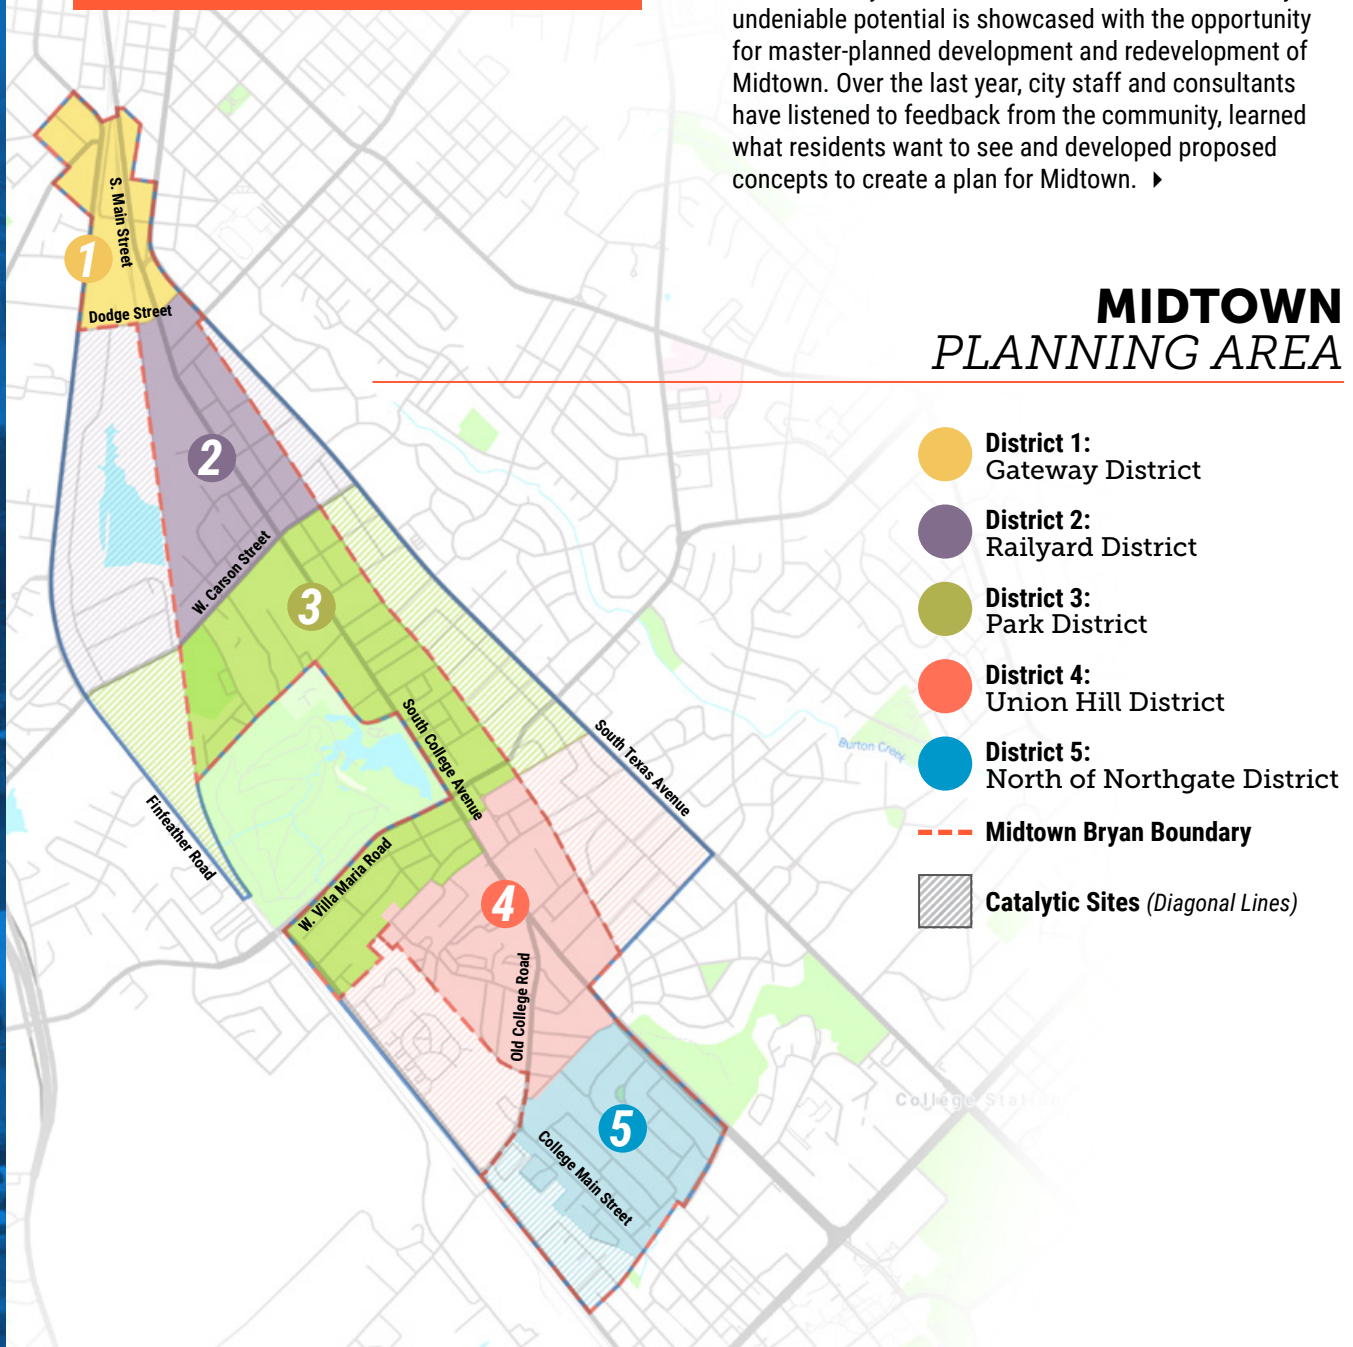 undeniable potential is showcased with the opportunity
for master-planned development and redevelopment of
Midtown. Over the last year, city staff and consultants
have listened to feedback from the community, learned
what residents want to see and developed proposed
concepts to create a plan for Midtown.
MIDTOWN
PLANNING AREA
District 1:
Gateway District
District 2:
Railyard District
District 3:
Park District
District 4:
Union Hill District
District 5:
North of Northgate District
Midtown Bryan Boundary
Catalytic Sites (Diagonal Lines)
S. Main Street
1
Dodge Street
2
W. Carson Street
3
South College Avenue
South Texas Avenue
Burton Creek
Finfeather Road
W. Villa Maria Road
4
Old College Road
College Station
5
College Main Street